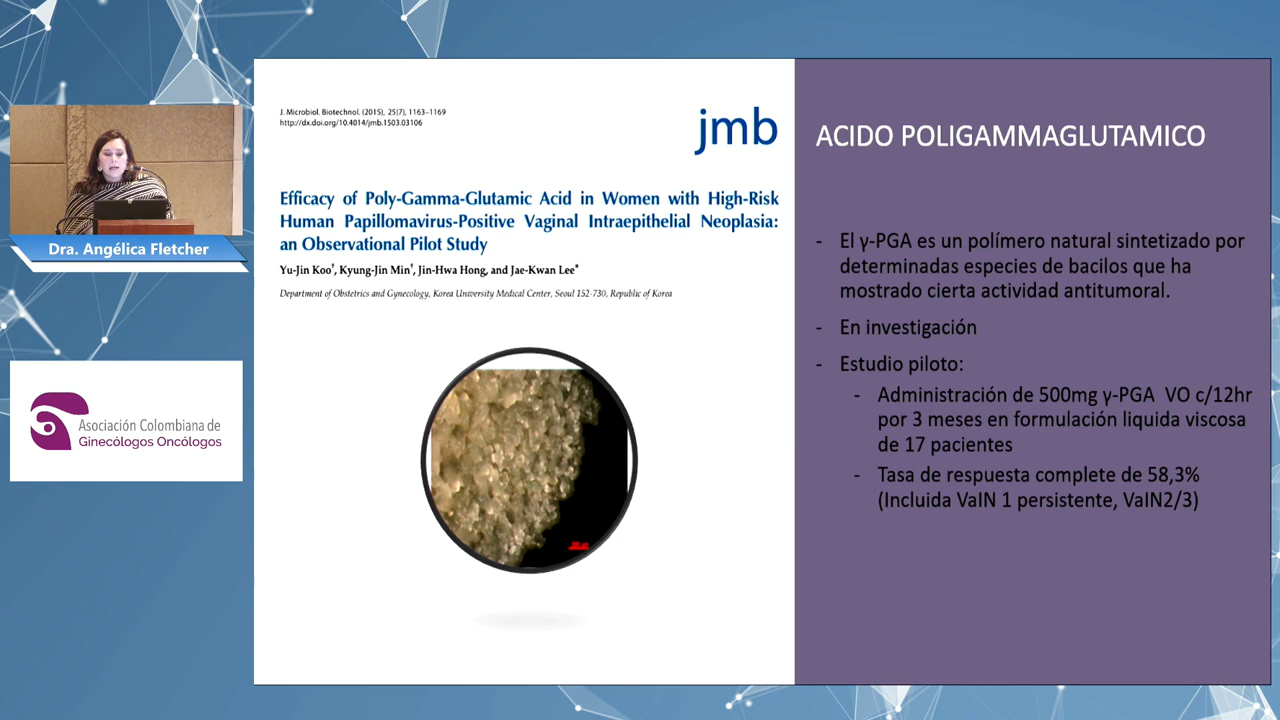 Dra. Angélica Fletcher
Asociación Colombiana de
Ginecólogos Oncólogos
J. Microbiol. Biotechnol. (2015), 25(7), 1163–1169
http://dx.doi.org/10.4014/jmb.1503.03106
jmb
Efficacy of Poly-Gamma-Glutamic Acid in Women with High-Risk
Human Papillomavirus-Positive Vaginal Intraepithelial Neoplasia:
an Observational Pilot Study
Yu-Jin Koo†, Kyung-Jin Min†, Jin-Hwa Hong, and Jae-Kwan Lee*
Department of Obstetrics and Gynecology, Korea University Medical Center, Seoul 152-730, Republic of Korea
ACIDO POLIGAMMAGLUTAMICO
- El γ-PGA es un polímero natural sintetizado por
determinadas especies de bacilos que ha
mostrado cierta actividad antitumoral.
- En investigación
- Estudio piloto:
- Administración de 500mg γ-PGA VO c/12hr
por 3 meses en formulación liquida viscosa
de 17 pacientes
- Tasa de respuesta complete de 58,3%
(Incluida VaIN 1 persistente, VaIN2/3)